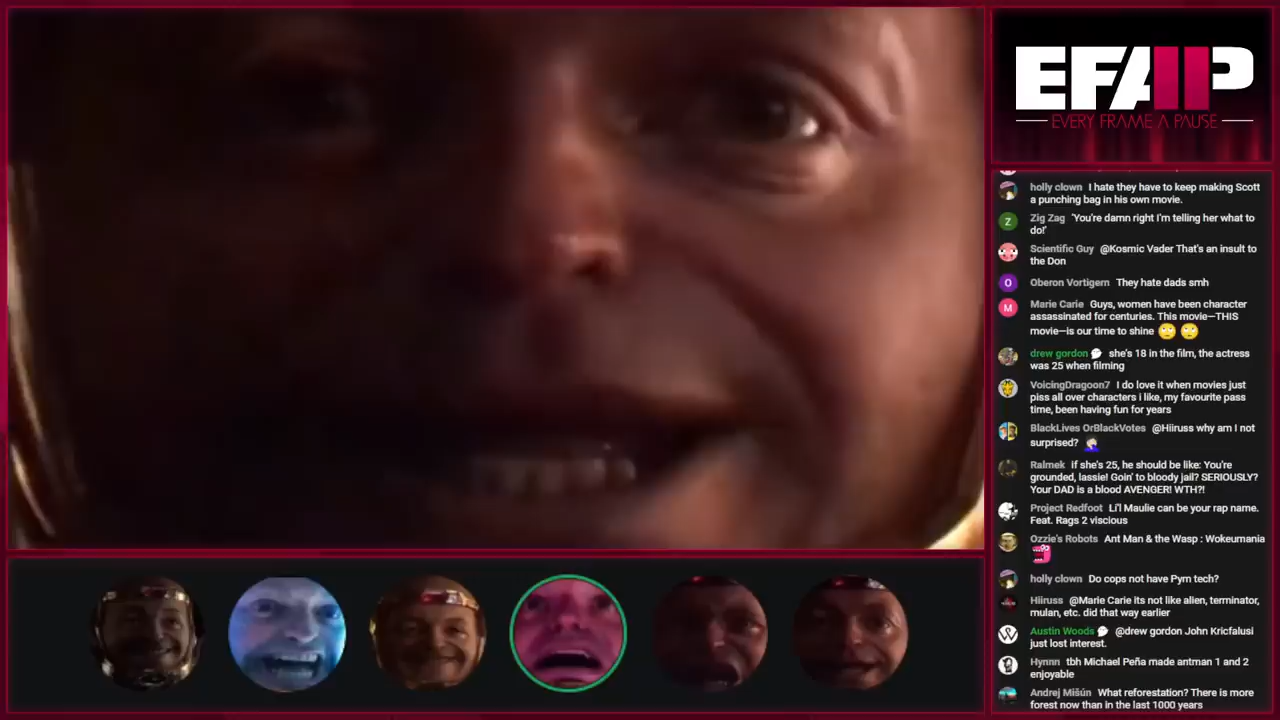 EFAP
EVERY FRAME A PAUSE
holly clown I hate they have to keep making Scott
a punching bag in his own movie.
Z
Zig Zag 'You're damn right I'm telling her what to
do!'
Scientific Guy @Kosmic Vader That's an insult to
the Don
O
Oberon Vortigern They hate dads smh
M
Marie Carie Guys, women have been character
assassinated for centuries. This movie—THIS
movie—is our time to shine 🙄 🙄
drew gordon she's 18 in the film, the actress
was 25 when filming
VoicingDragoon7 I do love it when movies just
piss all over characters i like, my favourite pass
time, been having fun for years
BlackLives OrBlackVotes @Hiiruss why am I not
surprised?
Ralmek if she's 25, he should be like: You're
grounded, lassie! Goin' to bloody jail? SERIOUSLY?
Your DAD is a blood AVENGER! WTH?!
Project Redfoot Li'l Maulie can be your rap name.
Feat. Rags 2 viscious
Ozzie's Robots Ant Man & the Wasp : Wokeumania
holly clown Do cops not have Pym tech?
Hiiruss @Marie Carie its not like alien, terminator,
mulan, etc. did that way earlier
Austin Woods @drew gordon John Kricfalusi
just lost interest.
Hynnn tbh Michael Peña made antman 1 and 2
enjoyable
Andrej Mišún What reforestation? There is more
forest now than in the last 1000 years